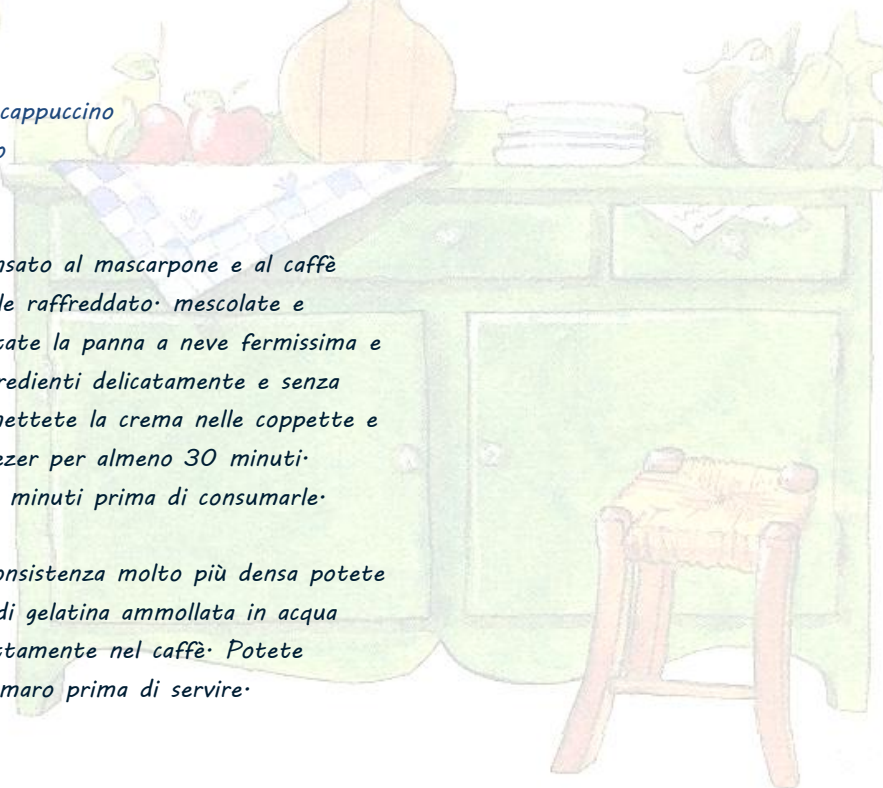 cappuccino
o
nsato al mascarpone e al caffè
le raffreddato. mescolate e
tate la panna a neve fermissima e
redienti delicatamente e senza
mettete la crema nelle coppette e
ezer per almeno 30 minuti.
minuti prima di consumarle.
onsistenza molto più densa potete
di gelatina ammollata in acqua
ttamente nel caffè. Potete
maro prima di servire.